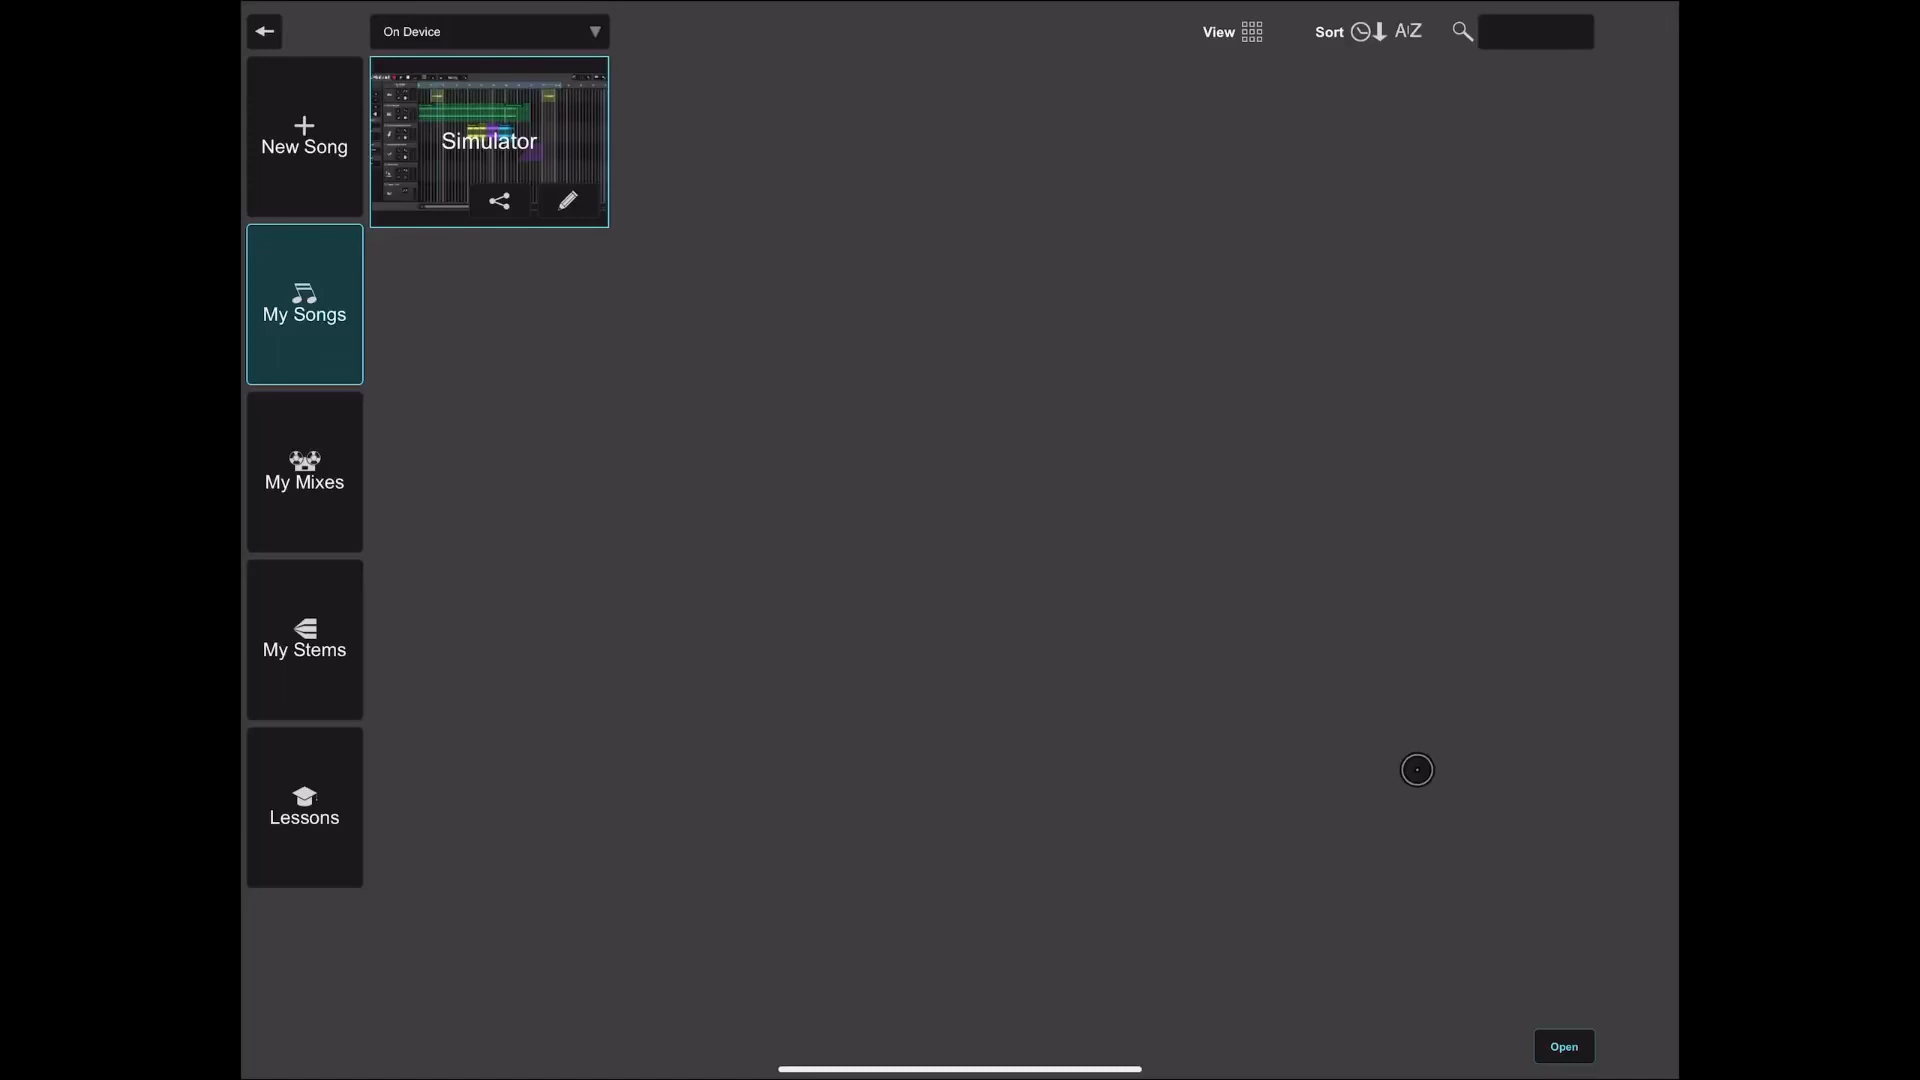 On Device
View
Sort
A|Z
New Song
Simulator
My Songs
My Mixes
My Stems
Lessons
Open